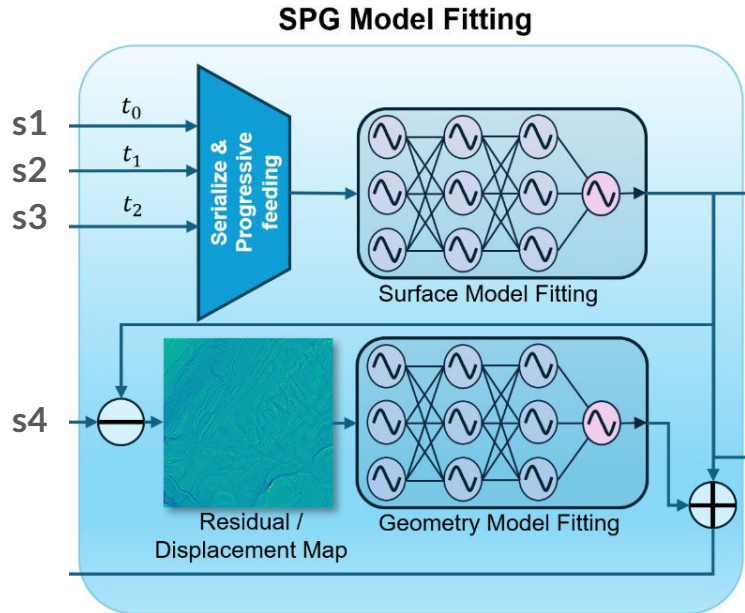 SPG Model Fitting
s1
t₀
s2
t₁
s3
t₂
Serialize &
Progressive
feeding
Surface Model Fitting
s4
Residual /
Displacement Map
Geometry Model Fitting